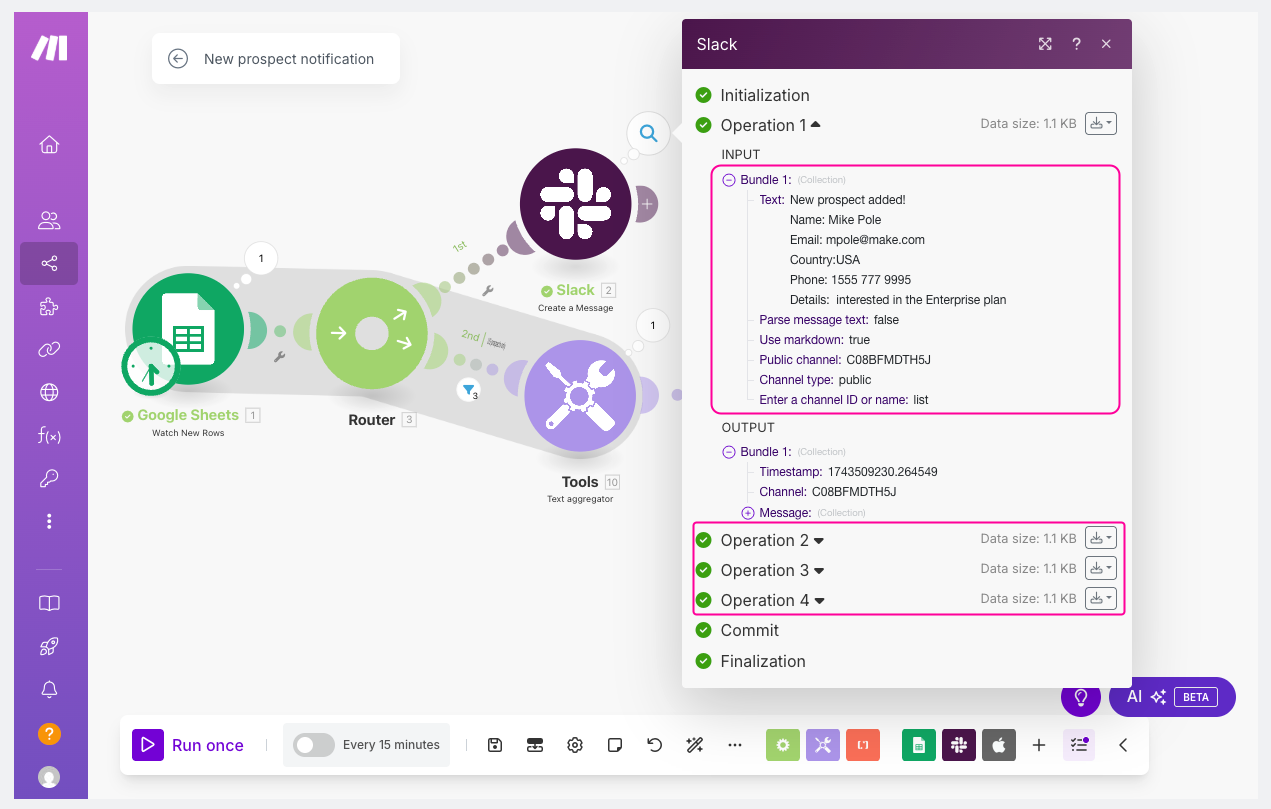 New prospect notification
Slack
?
Initialization
Operation 1
Data size: 1.1 KB
INPUT
Bundle 1: (Collection)
Text: New prospect added!
Name: Mike Pole
Email: mpole@make.com
Country:USA
Phone: 1555 777 9995
Details: interested in the Enterprise plan
Parse message text: false
Use markdown: true
Public channel: C08BFMDTH5J
Channel type: public
Enter a channel ID or name: list
OUTPUT
Bundle 1: (Collection)
Timestamp: 1743509230.264549
Channel: C08BFMDTH5J
Message: (Collection)
Operation 2
Data size: 1.1 KB
Operation 3
Data size: 1.1 KB
Operation 4
Data size: 1.1 KB
Commit
Finalization
1
Google Sheets 1
Watch New Rows
Router 3
1st
Slack 2
Create a Message
2nd
3
1
Tools 10
Text aggregator
f(x)
?
AI BETA
Run once
Every 15 minutes